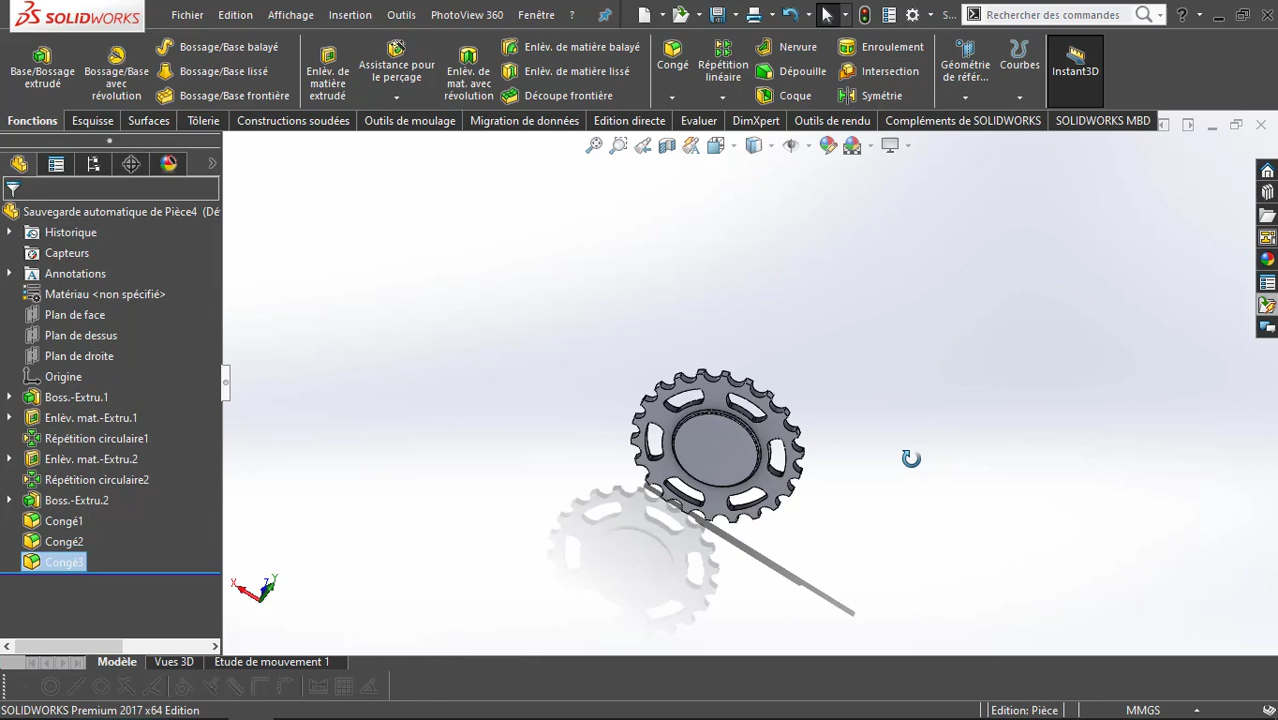 SOLIDWORKS
Fichier Edition Affichage Insertion Outils PhotoView 360 Fenêtre ? S... Rechercher des commandes ?
Base/Bossage extrudé
Bossage/Base avec révolution
Bossage/Base balayé
Bossage/Base lissé
Bossage/Base frontière
Enlèv. de matière extrudé
Assistance pour le perçage
Enlèv. de mat. avec révolution
Enlèv. de matière balayé
Enlèv. de matière lissé
Découpe frontière
Congé
Répétition linéaire
Nervure
Dépouille
Coque
Enroulement
Intersection
Symétrie
Géométrie de référ...
Courbes
Instant3D
Fonctions Esquisse Surfaces Tôlerie Constructions soudées Outils de moulage Migration de données Edition directe Evaluer DimXpert Outils de rendu Compléments de SOLIDWORKS SOLIDWORKS MBD
Sauvegarde automatique de Pièce4 (Dé
Historique
Capteurs
Annotations
Matériau <non spécifié>
Plan de face
Plan de dessus
Plan de droite
Origine
Boss.-Extru.1
Enlèv. mat.-Extru.1
Répétition circulaire1
Enlèv. mat.-Extru.2
Répétition circulaire2
Boss.-Extru.2
Congé1
Congé2
Congé3
X Z Y
Modèle Vues 3D Etude de mouvement 1
SOLIDWORKS Premium 2017 x64 Edition Edition: Pièce MMGS